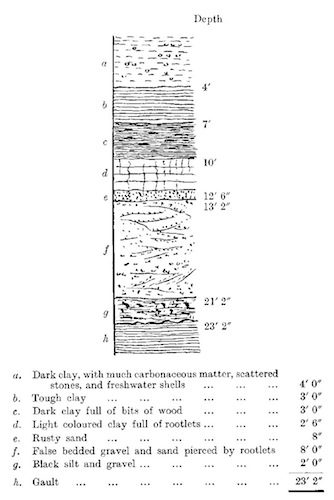 Depth
a
4'
b
7'
c
10'
d
e
12' 6"
13' 2"
f
21' 2"
g
23' 2"
h
a. Dark clay, with much carbonaceous matter, scattered
stones, and freshwater shells ... ... ... 4' 0"
b. Tough clay ... ... ... ... ... ... 3' 0"
c. Dark clay full of bits of wood ... ... ... 3' 0"
d. Light coloured clay full of rootlets ... ... ... 2' 6"
e. Rusty sand ... ... ... ... ... ... 8"
f. False bedded gravel and sand pierced by rootlets 8' 0"
g. Black silt and gravel ... ... ... ... ... 2' 0"
h. Gault ... ... ... ... ... ... 23' 2"